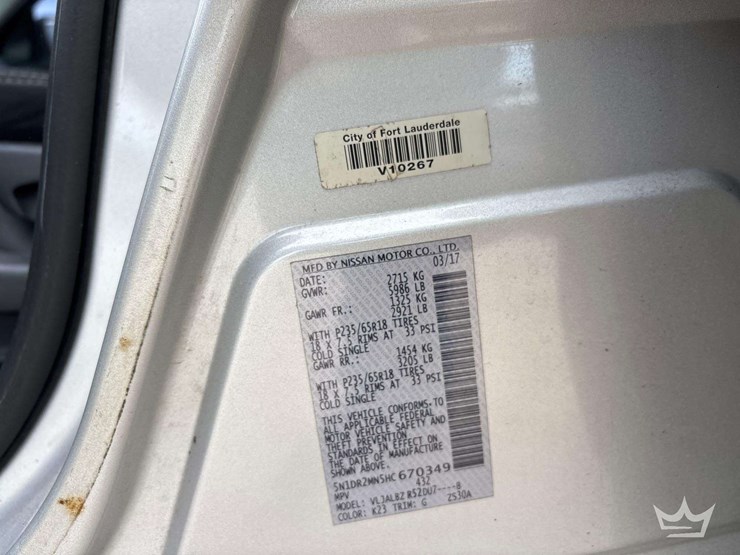 City of Fort Lauderdale
V10267
MFD BY NISSAN MOTOR CO., LTD.
DATE: 03/17
GVWR: 2715 KG
5986 LB
GAWR FR.: 1325 KG
2921 LB
WITH P235/65R18 TIRES
18 X 7.5 RIMS AT 33 PSI
COLD SINGLE
GAWR RR.: 1454 KG
3205 LB
WITH P235/65R18 TIRES
18 X 7.5 RIMS AT 33 PSI
COLD SINGLE
THIS VEHICLE CONFORMS TO
ALL APPLICABLE FEDERAL
MOTOR VEHICLE SAFETY AND
THEFT PREVENTION
STANDARDS IN EFFECT ON
THE DATE OF MANUFACTURE
SHOWN ABOVE.
5N1DR2MN5HC670349
MPV 432
MODEL: VLJALBZ R52DU7----B
COLOR: K23 TRIM: G 2530A